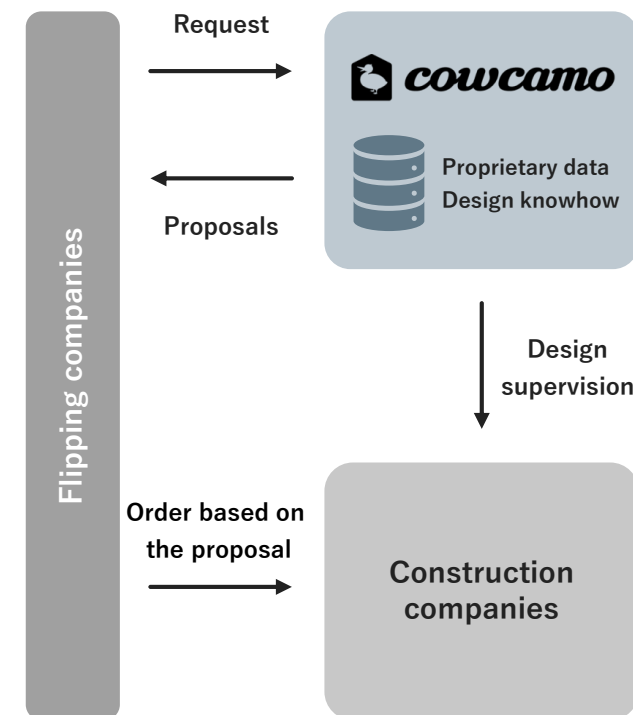 Request
cowcamo
Proprietary data
Design knowhow
Proposals
Flipping companies
Design
supervision
Order based on
the proposal
Construction
companies